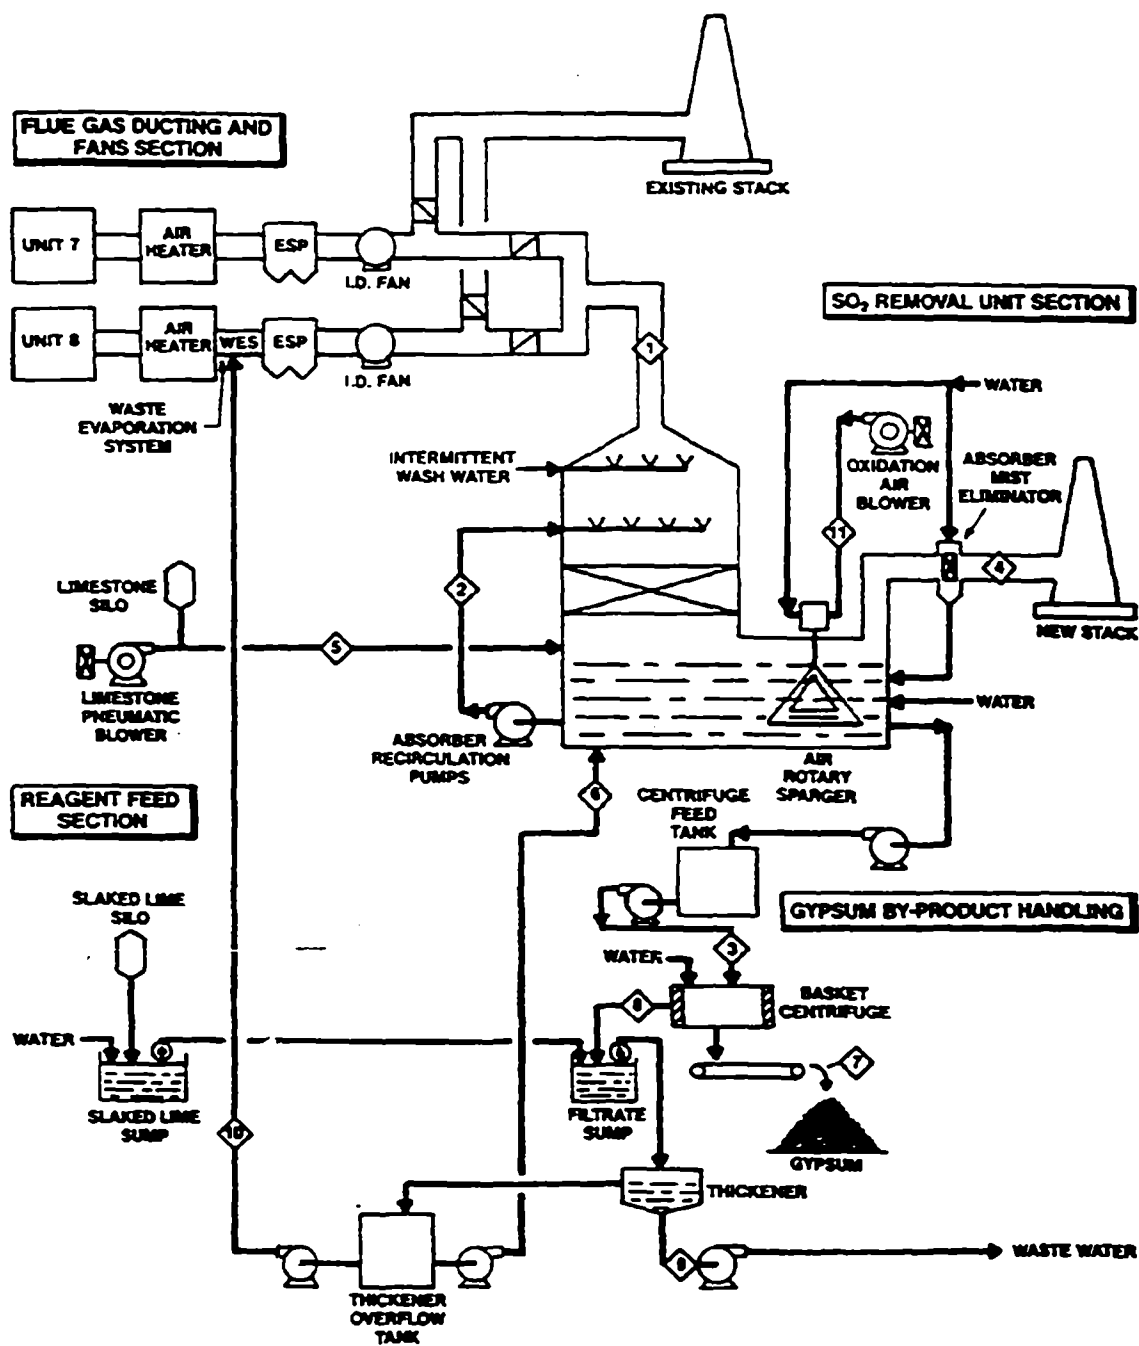 FLUE GAS DUCTING AND
FANS SECTION
EXISTING STACK
UNIT 7
AIR
HEATER
ESP
I.D. FAN
SO₂ REMOVAL UNIT SECTION
UNIT 8
AIR
HEATER
WES
ESP
I.D. FAN
1
WATER
WASTE
EVAPORATION
SYSTEM
INTERMITTENT
WASH WATER
OXIDATION
AIR
BLOWER
ABSORBER
MIST
ELIMINATOR
11
4
2
LIMESTONE
SILO
NEW STACK
5
LIMESTONE
PNEUMATIC
BLOWER
WATER
ABSORBER
RECIRCULATION
PUMPS
AIR
ROTARY
SPARGER
REAGENT FEED
SECTION
6
CENTRIFUGE
FEED
TANK
SLAKED LIME
SILO
GYPSUM BY-PRODUCT HANDLING
3
WATER
BASKET
CENTRIFUGE
8
WATER
7
SLAKED LIME
SUMP
FILTRATE
SUMP
10
GYPSUM
THICKENER
9
WASTE WATER
THICKENER
OVERFLOW
TANK